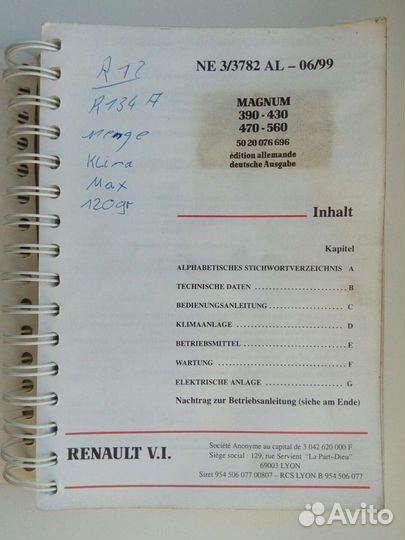 NE 3/3782 AL – 06/99
R12
R134A
Menge
Klima
Max
120gr
MAGNUM
390 - 430
470 - 560
50 20 076 696
édition allemande
deutsche Ausgabe
Inhalt
Kapitel
ALPHABETISCHES STICHWORTVERZEICHNIS A
TECHNISCHE DATEN B
BEDIENUNGSANLEITUNG C
KLIMAANLAGE D
BETRIEBSMITTEL E
WARTUNG F
ELEKTRISCHE ANLAGE G
Nachtrag zur Betriebsanleitung (siehe am Ende)
RENAULT V.I.
Société Anonyme au capital de 3 042 620 000 F
Siège social : 129, rue Servient "La Part–Dieu"
69003 LYON
Siret 954 506 077 00807 – RCS LYON B 954 506 077
Avito